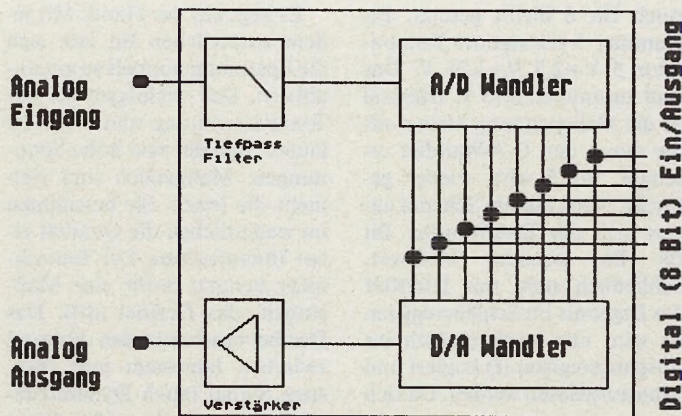 Analog
Eingang
Tiefpass
Filter
A/D Wandler
Analog
Ausgang
Verstärker
D/A Wandler
Digital (8 Bit) Ein/Ausgang